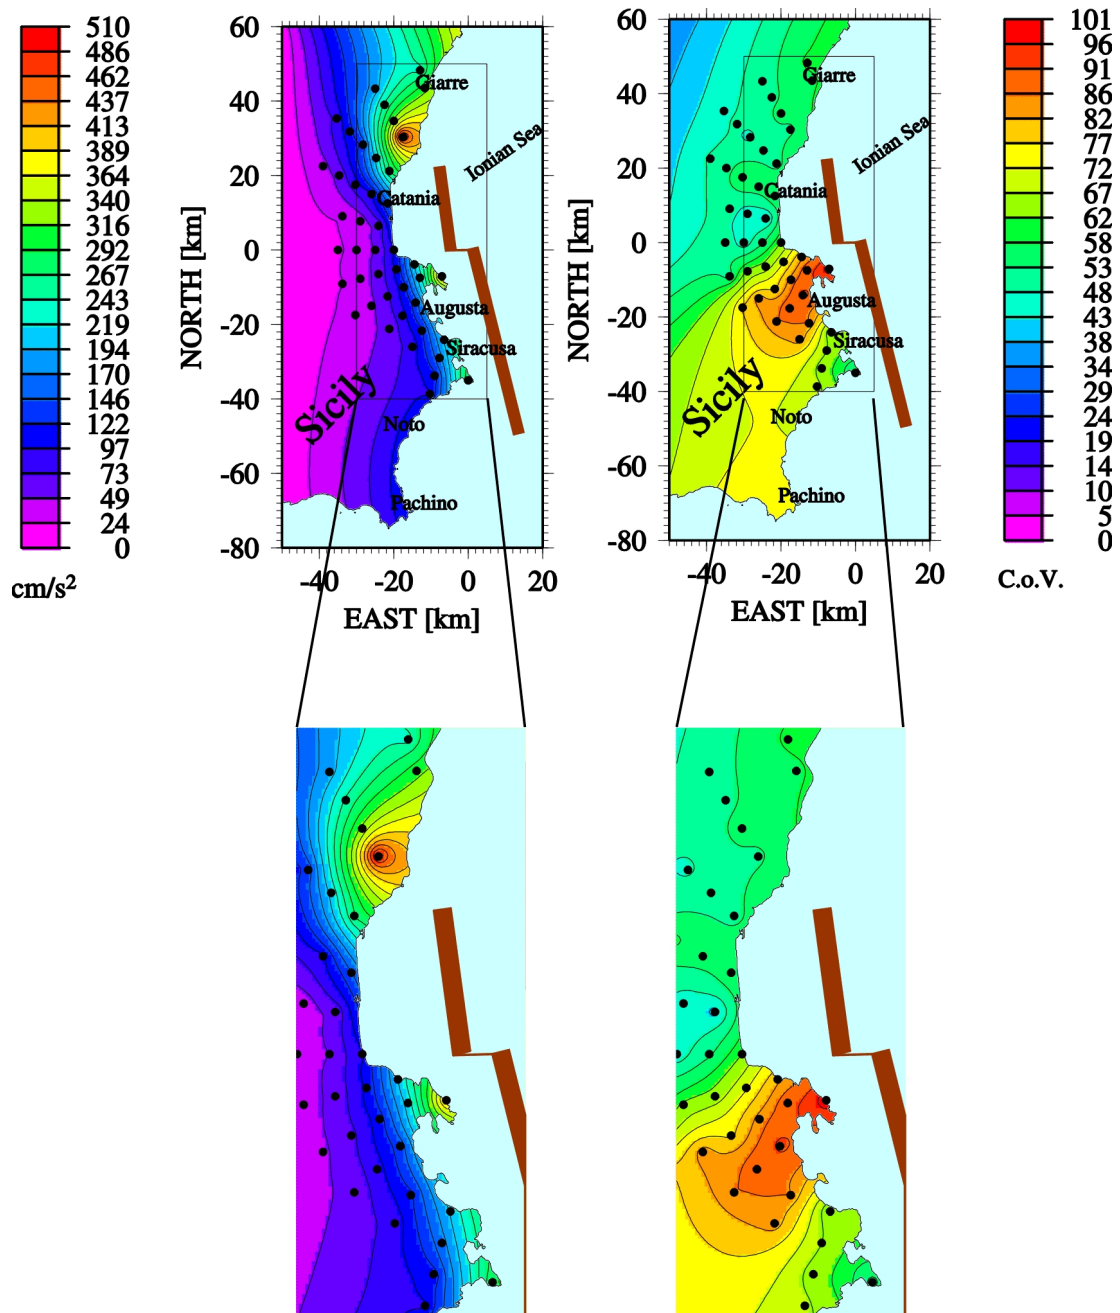 510
486
462
437
413
389
364
340
316
292
267
243
219
194
170
146
122
97
73
49
24
0
cm/s²
60
40
20
0
-20
-40
-60
-80
NORTH [km]
-40 -20 0 20
EAST [km]
Giarre
Ionian Sea
Catania
Augusta
Siracusa
Sicily
Noto
Pachino
60
40
20
0
-20
-40
-60
-80
NORTH [km]
-40 -20 0 20
EAST [km]
Giarre
Ionian Sea
Catania
Augusta
Siracusa
Sicily
Noto
Pachino
101
96
91
86
82
77
72
67
62
58
53
48
43
38
34
29
24
19
14
10
5
0
C.o.V.